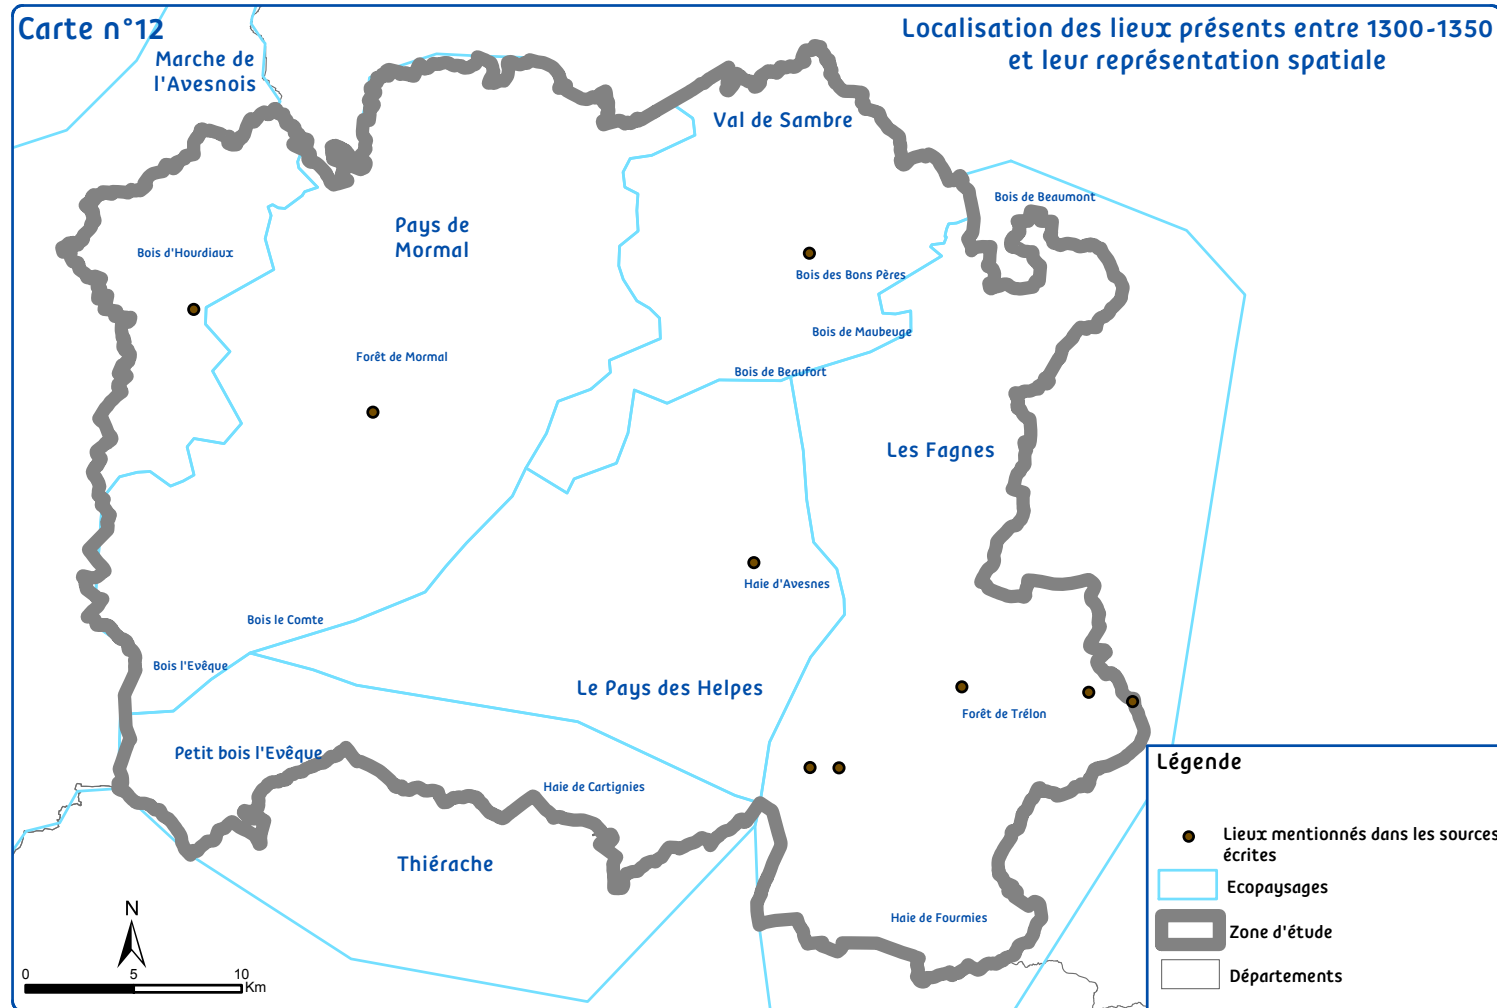 Carte n°12
Localisation des lieux présents entre 1300-1350
et leur représentation spatiale
Marche de
l'Avesnois
Val de Sambre
Bois de Beaumont
Pays de
Mormal
Bois d'Hourdiaux
Bois des Bons Pères
Bois de Maubeuge
Forêt de Mormal
Bois de Beaufort
Les Fagnes
Haie d'Avesnes
Bois le Comte
Bois l'Evêque
Le Pays des Helpes
Forêt de Trélon
Petit bois l'Evêque
Haie de Cartignies
Thiérache
Haie de Fourmies
N
0 5 10
Km
Légende
Lieux mentionnés dans les sources
écrites
Ecopaysages
Zone d'étude
Départements